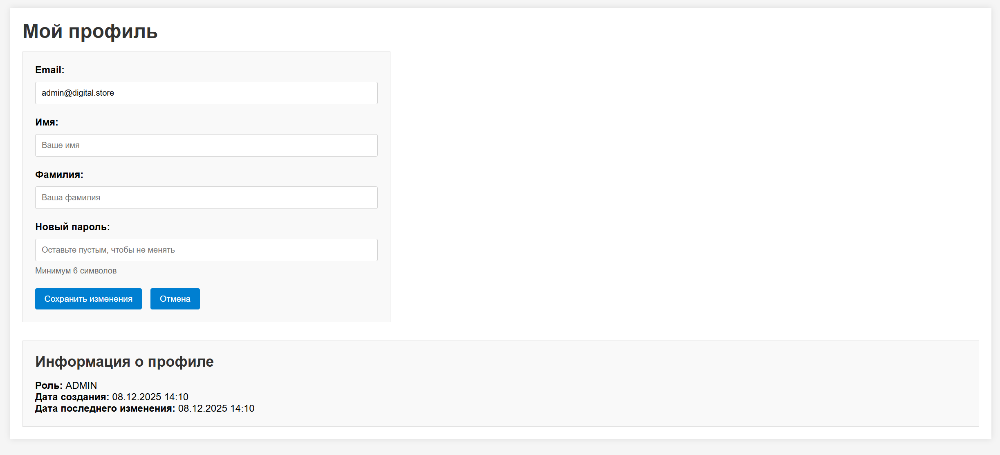 Мой профиль
Email:
admin@digital.store
Имя:
Ваше имя
Фамилия:
Ваша фамилия
Новый пароль:
Оставьте пустым, чтобы не менять
Минимум 6 символов
Сохранить изменения
Отмена
Информация о профиле
Роль: ADMIN
Дата создания: 08.12.2025 14:10
Дата последнего изменения: 08.12.2025 14:10